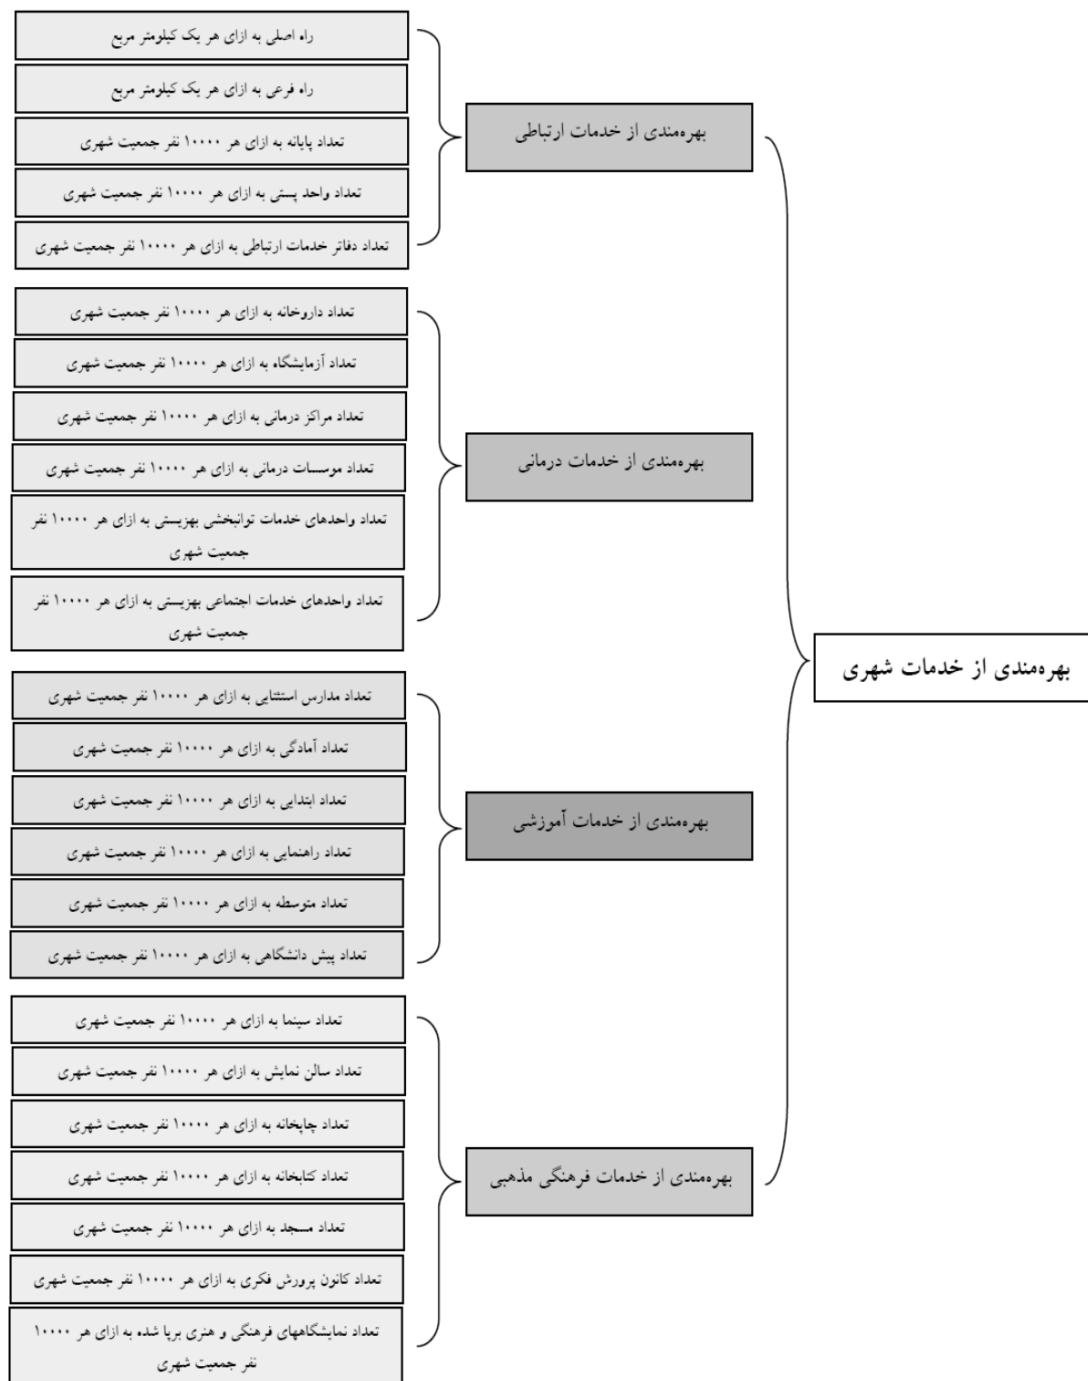 بهره‌مندی از خدمات شهری
بهره‌مندی از خدمات ارتباطی
راه اصلی به ازای هر یک کیلومتر مربع
راه فرعی به ازای هر یک کیلومتر مربع
تعداد پایانه به ازای هر ۱۰۰۰۰ نفر جمعیت شهری
تعداد واحد پستی به ازای هر ۱۰۰۰۰ نفر جمعیت شهری
تعداد دفاتر خدمات ارتباطی به ازای هر ۱۰۰۰۰ نفر جمعیت شهری
بهره‌مندی از خدمات درمانی
تعداد داروخانه به ازای هر ۱۰۰۰۰ نفر جمعیت شهری
تعداد آزمایشگاه به ازای هر ۱۰۰۰۰ نفر جمعیت شهری
تعداد مراکز درمانی به ازای هر ۱۰۰۰۰ نفر جمعیت شهری
تعداد موسسات درمانی به ازای هر ۱۰۰۰۰ نفر جمعیت شهری
تعداد واحدهای خدمات توانبخشی بهزیستی به ازای هر ۱۰۰۰۰ نفر
جمعیت شهری
تعداد واحدهای خدمات اجتماعی بهزیستی به ازای هر ۱۰۰۰۰ نفر
جمعیت شهری
بهره‌مندی از خدمات آموزشی
تعداد مدارس استثنایی به ازای هر ۱۰۰۰۰ نفر جمعیت شهری
تعداد آمادگی به ازای هر ۱۰۰۰۰ نفر جمعیت شهری
تعداد ابتدایی به ازای هر ۱۰۰۰۰ نفر جمعیت شهری
تعداد راهنمایی به ازای هر ۱۰۰۰۰ نفر جمعیت شهری
تعداد متوسطه به ازای هر ۱۰۰۰۰ نفر جمعیت شهری
تعداد پیش دانشگاهی به ازای هر ۱۰۰۰۰ نفر جمعیت شهری
بهره‌مندی از خدمات فرهنگی مذهبی
تعداد سینما به ازای هر ۱۰۰۰۰ نفر جمعیت شهری
تعداد سالن نمایش به ازای هر ۱۰۰۰۰ نفر جمعیت شهری
تعداد چاپخانه به ازای هر ۱۰۰۰۰ نفر جمعیت شهری
تعداد کتابخانه به ازای هر ۱۰۰۰۰ نفر جمعیت شهری
تعداد مسجد به ازای هر ۱۰۰۰۰ نفر جمعیت شهری
تعداد کانون پرورش فکری به ازای هر ۱۰۰۰۰ نفر جمعیت شهری
تعداد نمایشگاههای فرهنگی و هنری برپا شده به ازای هر ۱۰۰۰۰
نفر جمعیت شهری